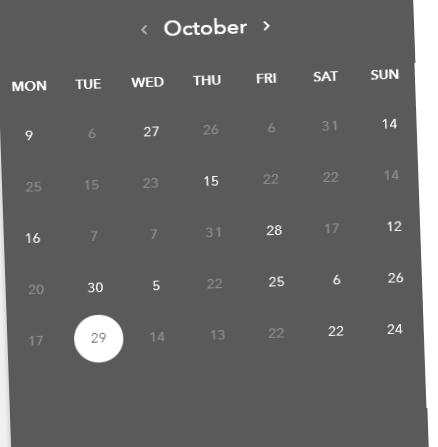 ‹ October ›
MON TUE WED THU FRI SAT SUN
9 6 27 26 6 31 14
25 15 23 15 22 22 14
16 7 7 31 28 17 12
20 30 5 22 25 6 26
17 29 14 13 22 22 24